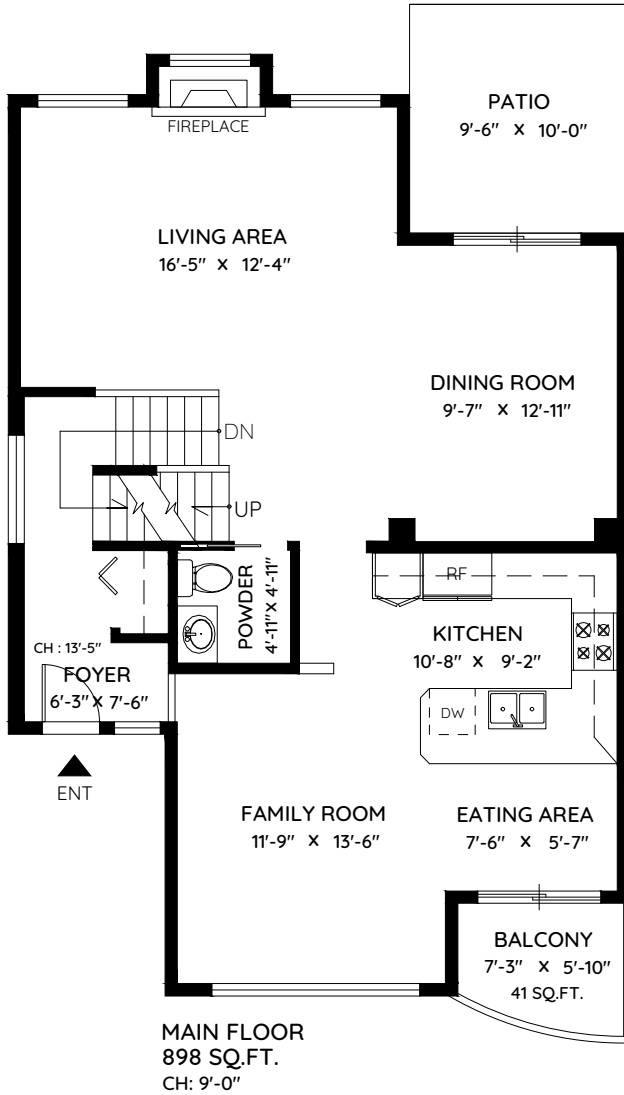 PATIO
9'-6" X 10'-0"
FIREPLACE
LIVING AREA
16'-5" X 12'-4"
DINING ROOM
9'-7" X 12'-11"
DN
UP
POWDER
4'-11" X 4'-11"
RF
KITCHEN
10'-8" X 9'-2"
CH : 13'-5"
FOYER
6'-3" X 7'-6"
DW
ENT
FAMILY ROOM
11'-9" X 13'-6"
EATING AREA
7'-6" X 5'-7"
BALCONY
7'-3" X 5'-10"
41 SQ.FT.
MAIN FLOOR
898 SQ.FT.
CH: 9'-0"